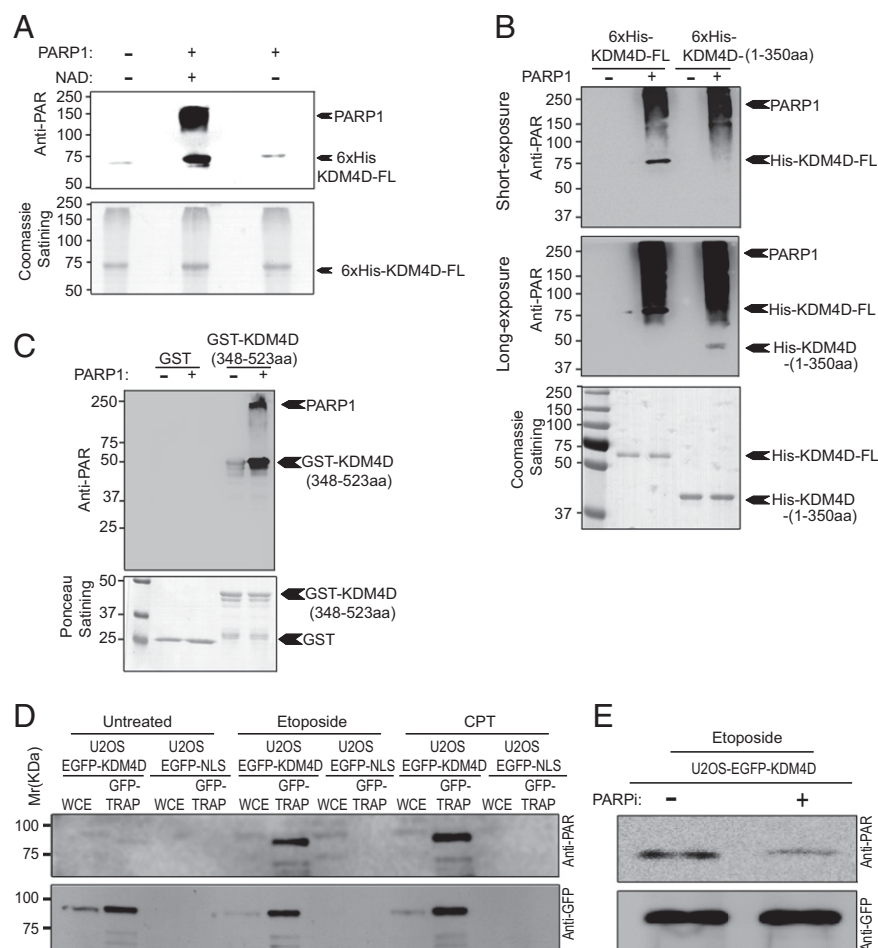 A
PARP1: - + +
NAD: - + -
Anti-PAR
250
150
100
75
50
PARP1
6xHis
KDM4D-FL
Coomassie
Satining
250
150
100
75
50
6xHis-KDM4D-FL
B
6xHis-
KDM4D-FL
6xHis-
KDM4D-(1-350aa)
PARP1 - + - +
Short-exposure
Anti-PAR
250
150
100
75
50
37
PARP1
His-KDM4D-FL
Long-exposure
Anti-PAR
250
150
100
75
50
37
PARP1
His-KDM4D-FL
His-KDM4D
-(1-350aa)
Coomassie
Satining
250
150
100
75
50
37
His-KDM4D-FL
His-KDM4D
-(1-350aa)
C
GST
GST-KDM4D
(348-523aa)
PARP1: - + - +
Anti-PAR
250
75
50
37
25
PARP1
GST-KDM4D
(348-523aa)
Ponceau
Satining
50
37
25
GST-KDM4D
(348-523aa)
GST
D
Untreated Etoposide CPT
U2OS
EGFP-KDM4D
U2OS
EGFP-NLS
U2OS
EGFP-KDM4D
U2OS
EGFP-NLS
U2OS
EGFP-KDM4D
U2OS
EGFP-NLS
Mr(KDa)
WCE GFP-TRAP WCE GFP-TRAP WCE GFP-TRAP WCE GFP-TRAP WCE GFP-TRAP WCE GFP-TRAP
100
75
Anti-PAR
100
75
Anti-GFP
E
Etoposide
U2OS-EGFP-KDM4D
PARPi: - +
Anti-PAR
Anti-GFP